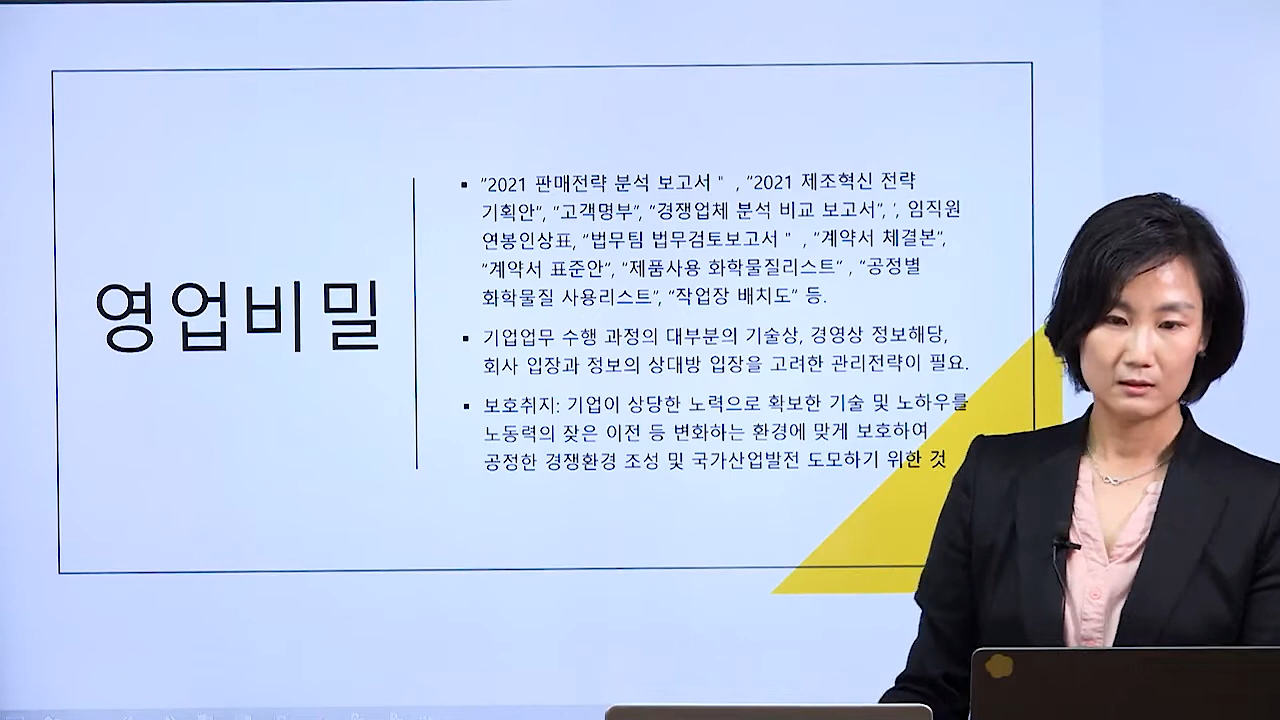 영업비밀
▪ “2021 판매전략 분석 보고서＂ , “2021 제조혁신 전략
기획안“, “고객명부”, “경쟁업체 분석 비교 보고서”, ’, 임직원
연봉인상표, “법무팀 법무검토보고서＂ , “계약서 체결본”,
“계약서 표준안”, “제품사용 화학물질리스트” , “공정별
화학물질 사용리스트”, “작업장 배치도” 등.
▪ 기업업무 수행 과정의 대부분의 기술상, 경영상 정보해당,
회사 입장과 정보의 상대방 입장을 고려한 관리전략이 필요.
▪ 보호취지: 기업이 상당한 노력으로 확보한 기술 및 노하우를
노동력의 잦은 이전 등 변화하는 환경에 맞게 보호하여
공정한 경쟁환경 조성 및 국가산업발전 도모하기 위한 것